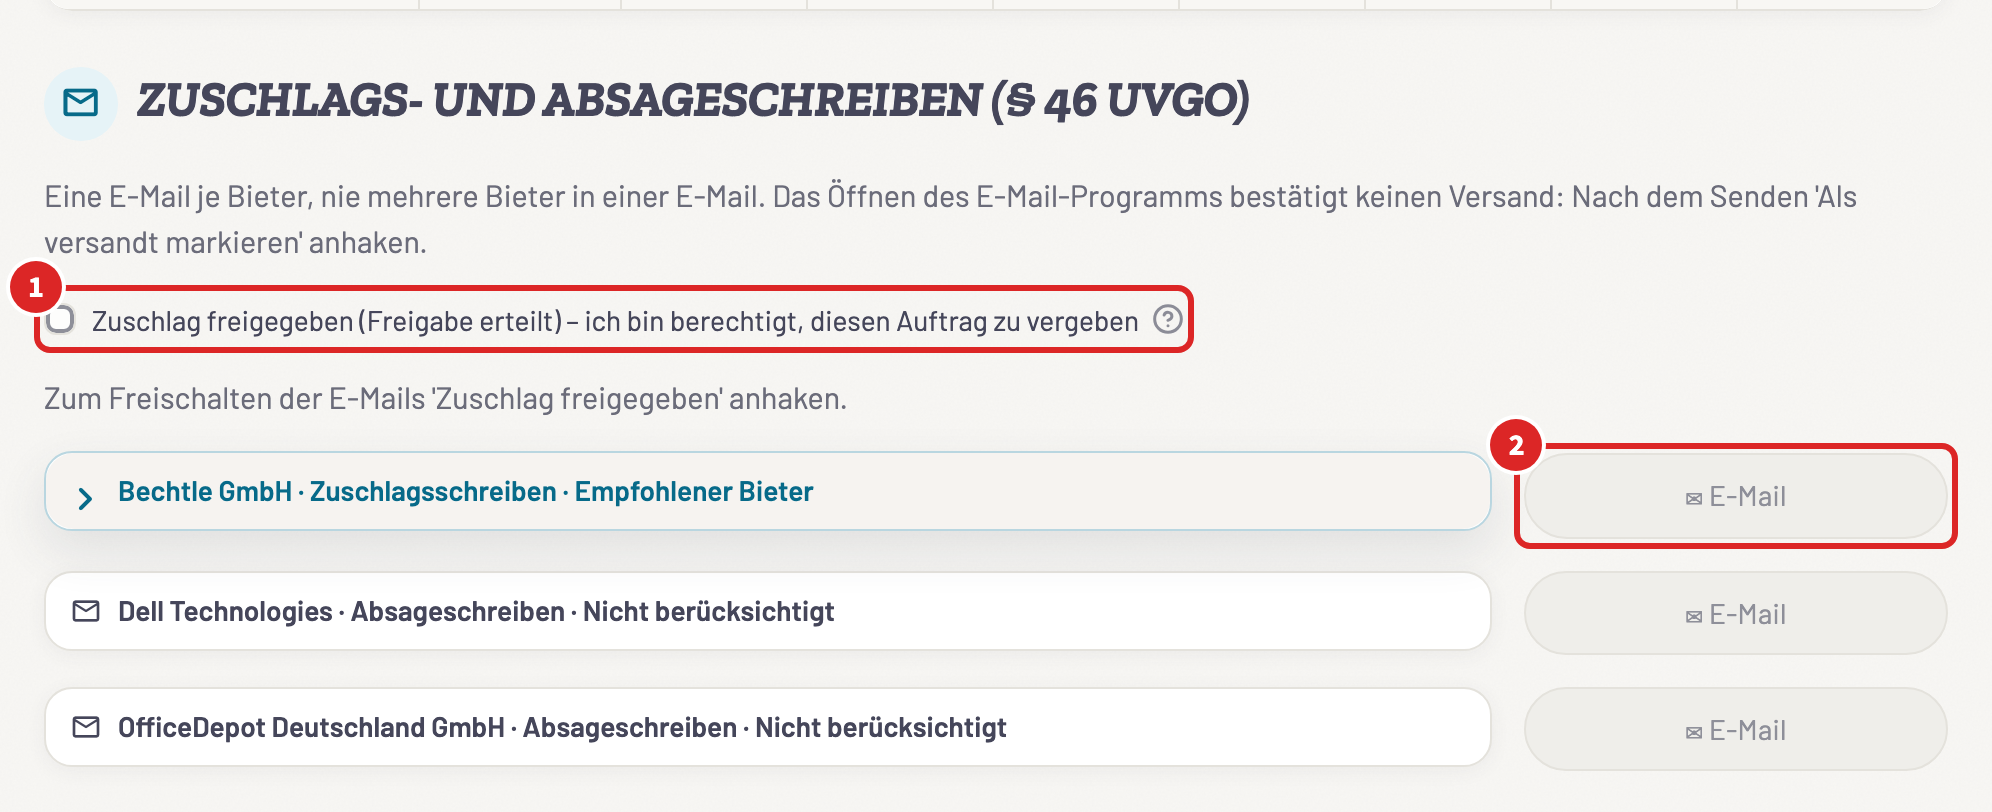 ZUSCHLAGS- UND ABSAGESCHREIBEN (§ 46 UVGO)
Eine E-Mail je Bieter, nie mehrere Bieter in einer E-Mail. Das Öffnen des E-Mail-Programms bestätigt keinen Versand: Nach dem Senden 'Als
versandt markieren' anhaken.
1
Zuschlag freigegeben (Freigabe erteilt) – ich bin berechtigt, diesen Auftrag zu vergeben ?
Zum Freischalten der E-Mails 'Zuschlag freigegeben' anhaken.
2
Bechtle GmbH · Zuschlagsschreiben · Empfohlener Bieter ✉ E-Mail
Dell Technologies · Absageschreiben · Nicht berücksichtigt ✉ E-Mail
OfficeDepot Deutschland GmbH · Absageschreiben · Nicht berücksichtigt ✉ E-Mail